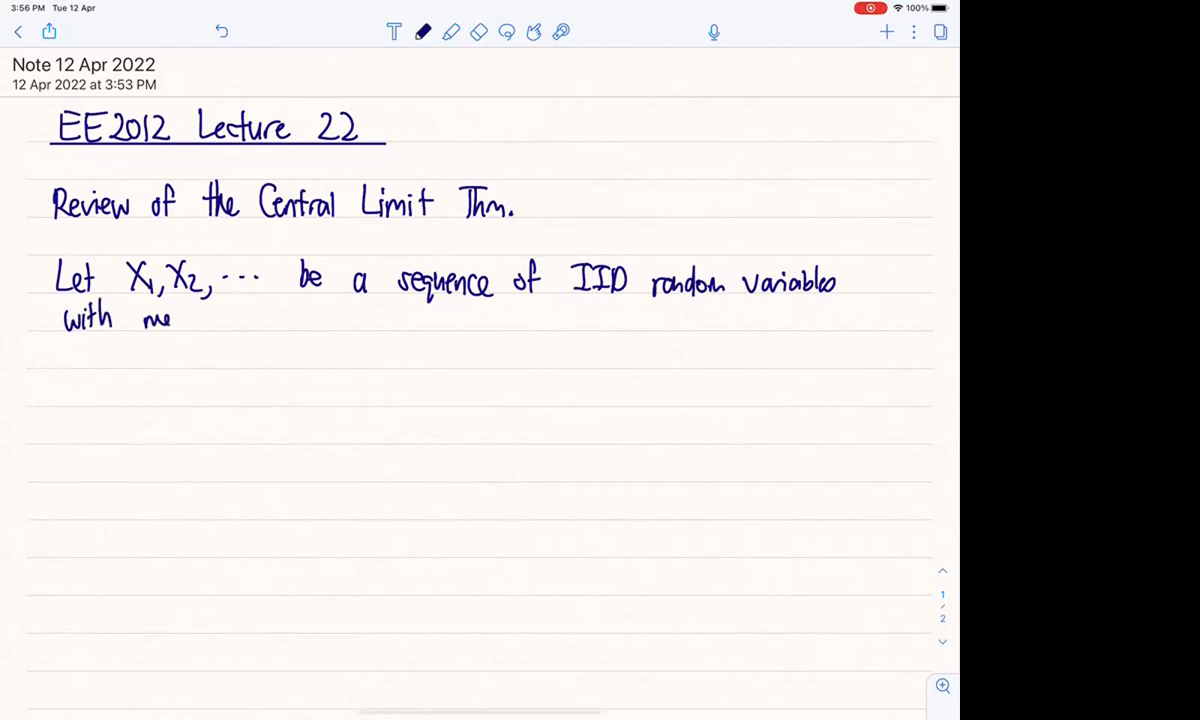 3:56 PM Tue 12 Apr
100%
Note 12 Apr 2022
12 Apr 2022 at 3:53 PM
EE2012 Lecture 22
Review of the Central Limit Thm.
Let X₁, X₂, ... be a sequence of IID random variables
with me
1
/
2